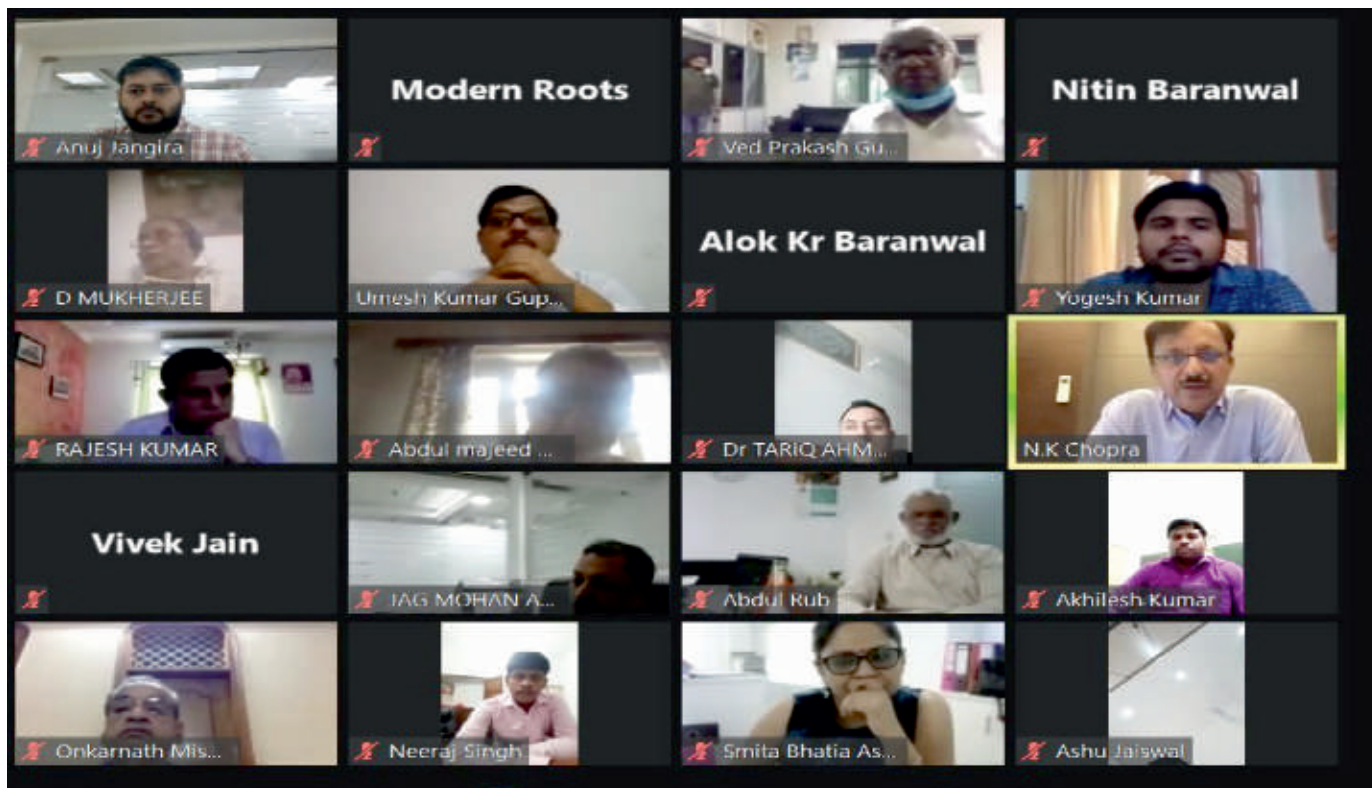 Anuj Jangira
Modern Roots
Ved Prakash Gu...
Nitin Baranwal
D MUKHERJEE
Umesh Kumar Gup...
Alok Kr Baranwal
Yogesh Kumar
RAJESH KUMAR
Abdul majeed ...
Dr TARIQ AHM...
N.K Chopra
Vivek Jain
JAG MOHAN A...
Abdul Rub
Akhilesh Kumar
Onkarnath Mis...
Neeraj Singh
Smita Bhatia As...
Ashu Jaiswal